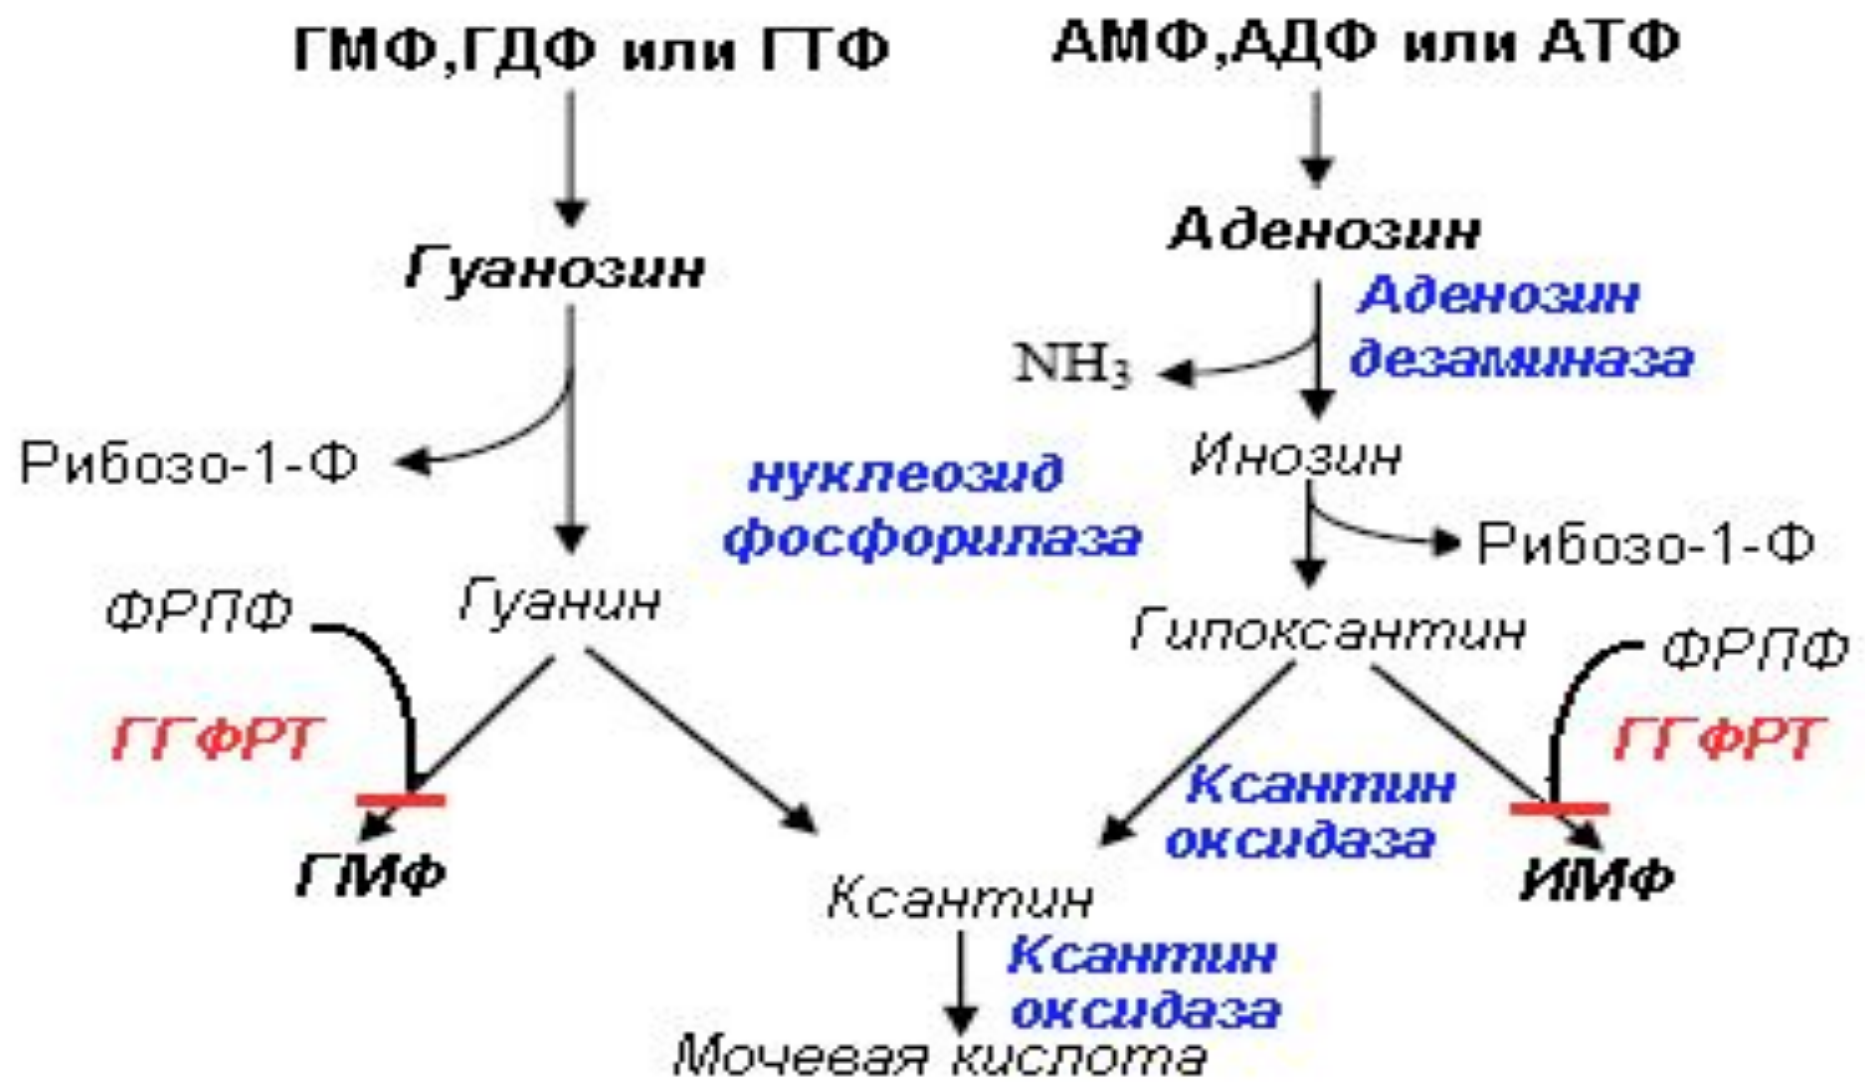 ГМФ,ГДФ или ГТФ
АМФ,АДФ или АТФ
Гуанозин
Аденозин
Аденозин
дезаминаза
NH₃
Рибозо-1-Ф
нуклеозид
фосфорилаза
Инозин
Рибозо-1-Ф
ФРПФ
Гуанин
Гипоксантин
ФРПФ
ГГФРТ
ГГФРТ
Ксантин
оксидаза
ГМФ
Ксантин
ИМФ
Ксантин
оксидаза
Мочевая кислота